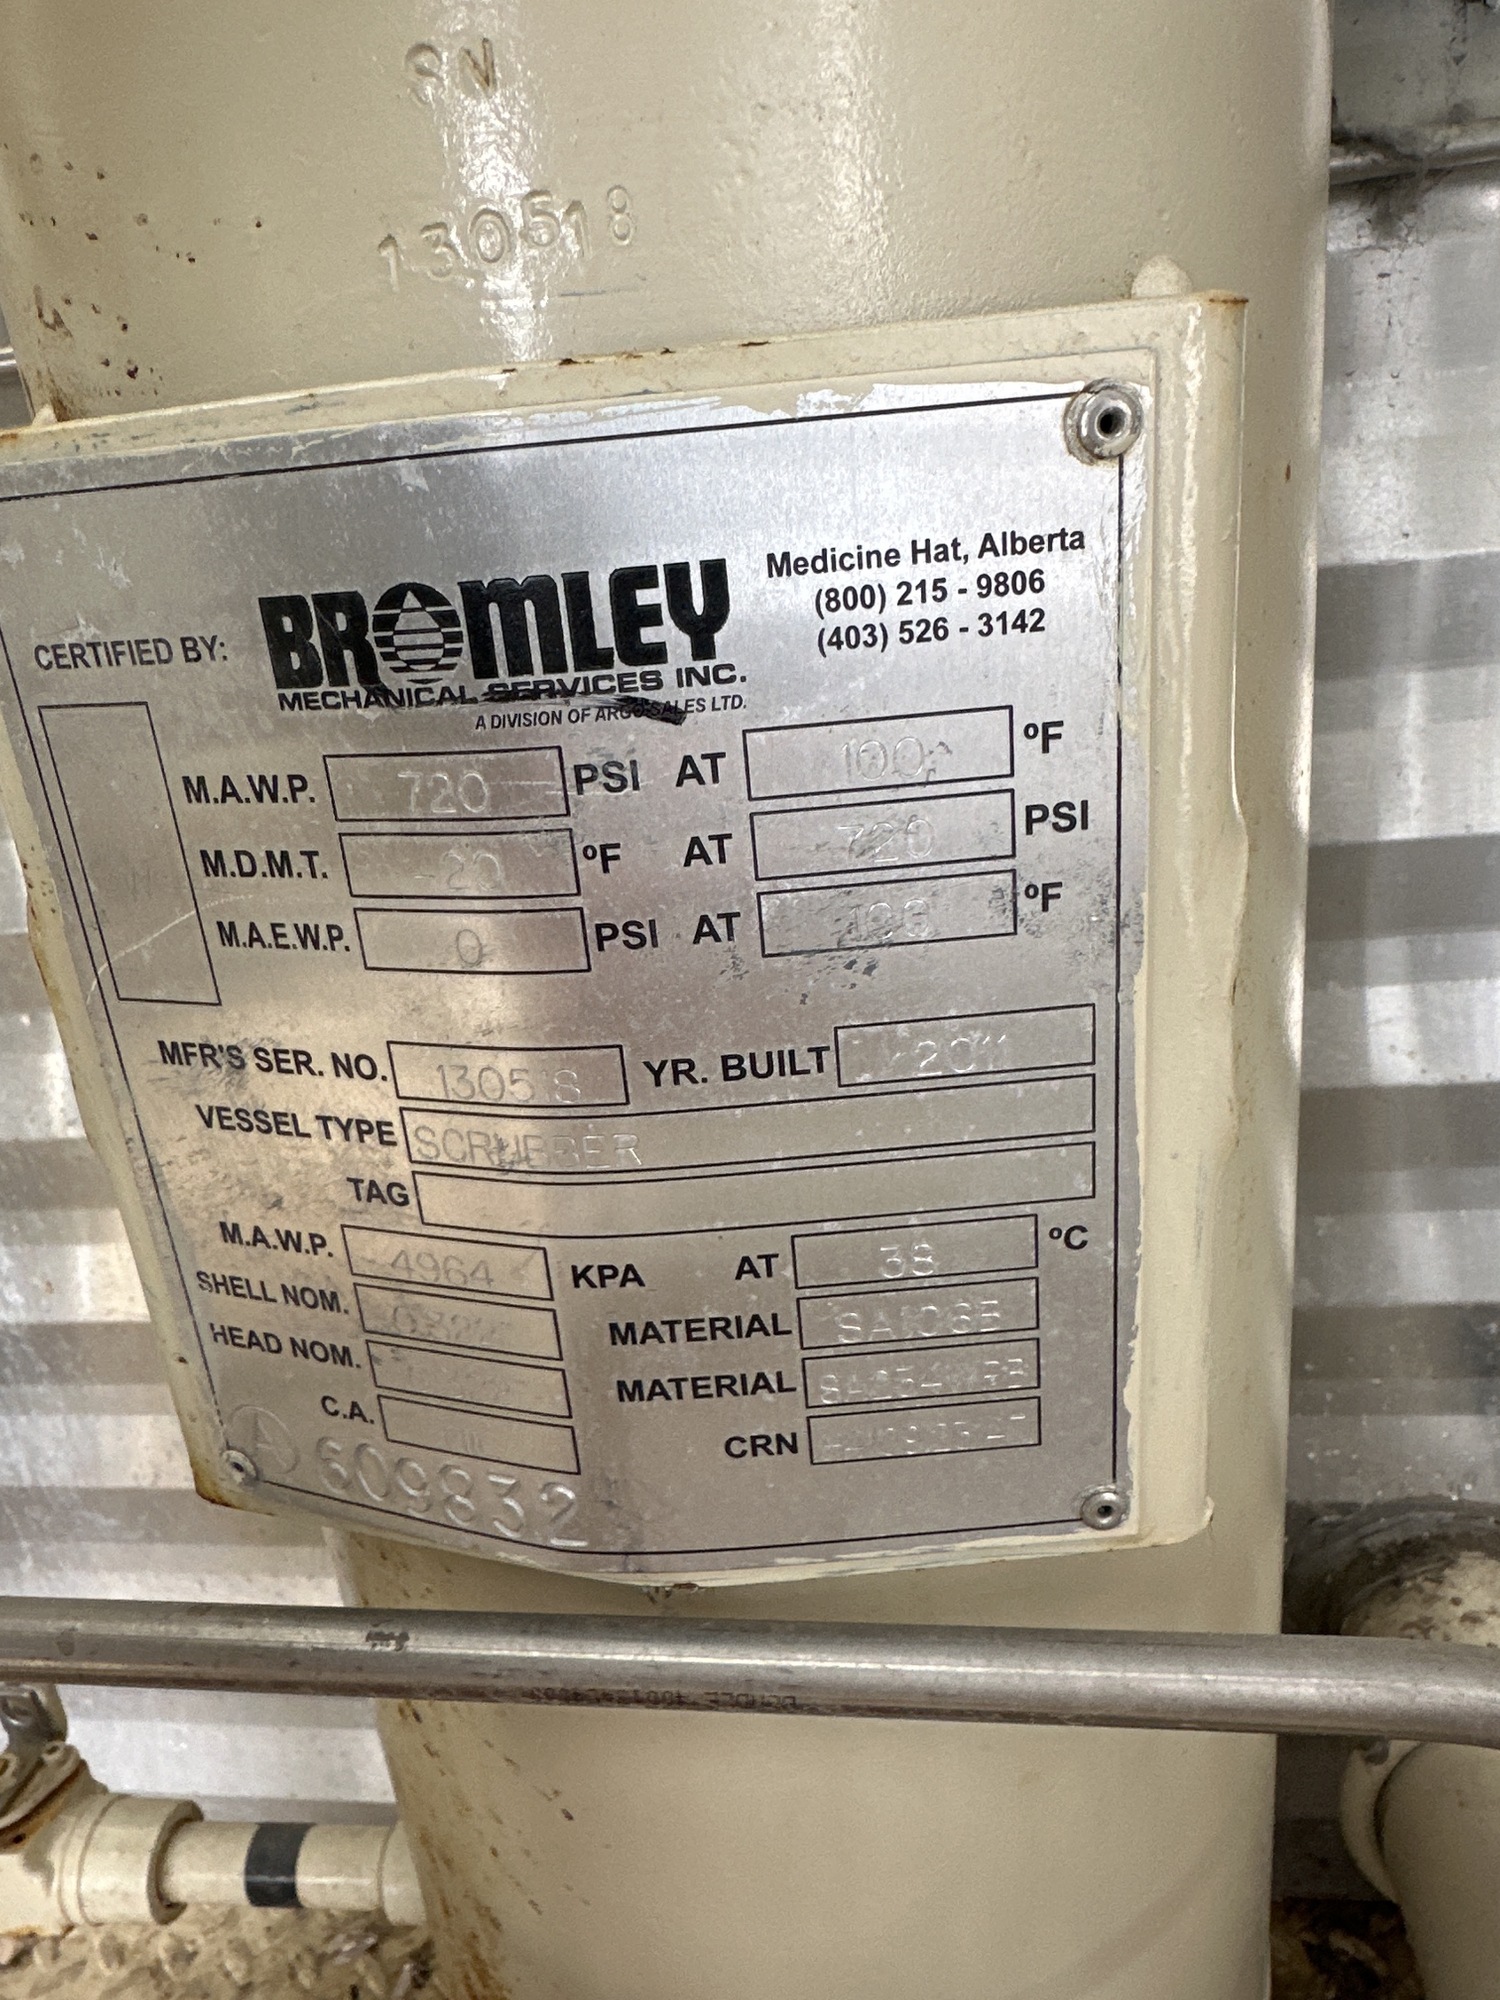 SN
130518
CERTIFIED BY:
BROMLEY
MECHANICAL SERVICES INC.
A DIVISION OF ARGO SALES LTD.
Medicine Hat, Alberta
(800) 215 - 9806
(403) 526 - 3142
M.A.W.P. 720 PSI AT 100 ºF
M.D.M.T. -20 ºF AT 720 PSI
M.A.E.W.P. 0 PSI AT 100 ºF
MFR'S SER. NO. 130518 YR. BUILT 2011
VESSEL TYPE SCRUBBER
TAG
M.A.W.P. 4964 KPA AT 38 ºC
SHELL NOM. MATERIAL SA106B
HEAD NOM. MATERIAL SA234WPB
C.A. CRN
A 609832